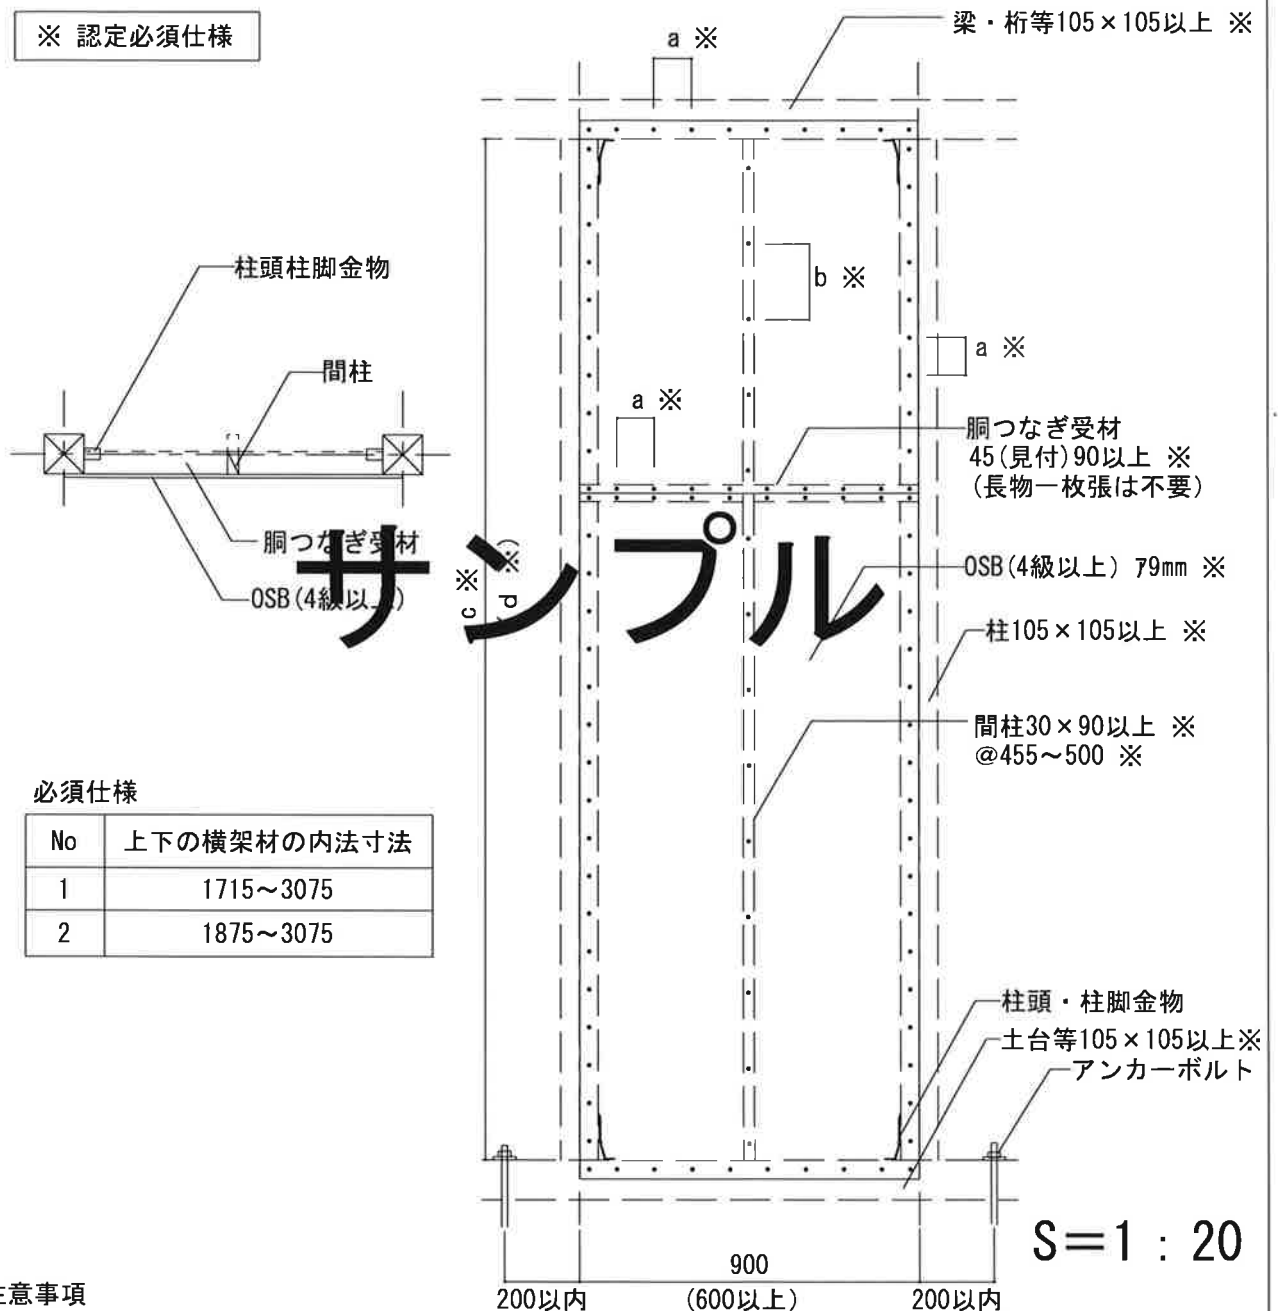 ※ 認定必須仕様
a ※
梁・桁等105×105以上 ※
柱頭柱脚金物
間柱
b ※
a ※
a ※
胴つなぎ受材
45(見付)90以上 ※
(長物一枚張は不要)
胴つなぎ受材
OSB(4級以上)
c ※
(d ※)
サンプル
OSB(4級以上) ｱ9mm ※
柱105×105以上 ※
間柱30×90以上 ※
@455～500 ※
必須仕様
No 上下の横架材の内法寸法
1 1715～3075
2 1875～3075
柱頭・柱脚金物
土台等105×105以上※
アンカーボルト
S＝1：20
900
200以内 (600以上) 200以内
注意事項